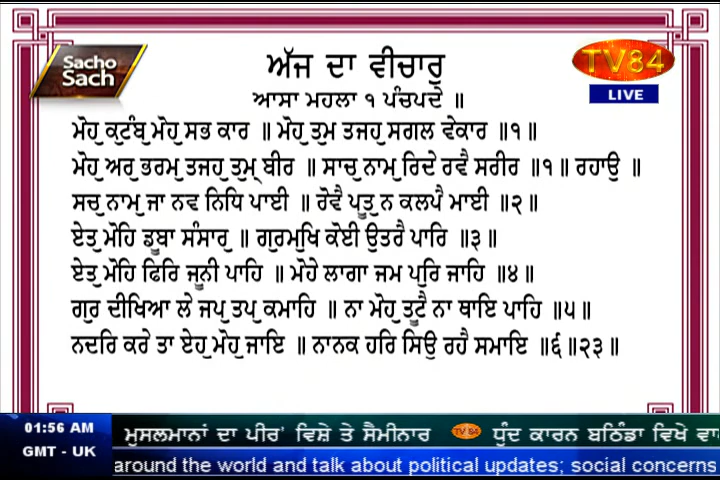 Sacho
Sach
ਅੱਜ ਦਾ ਵੀਚਾਰੁ
TV84
LIVE
ਆਸਾ ਮਹਲਾ ੧ ਪੰਚਪਦੇ ॥
ਮੋਹੁ ਕੁਟੰਬੁ ਮੋਹੁ ਸਭ ਕਾਰ ॥ ਮੋਹੁ ਤੁਮ ਤਜਹੁ ਸਗਲ ਵੇਕਾਰ ॥੧॥
ਮੋਹੁ ਅਰੁ ਭਰਮੁ ਤਜਹੁ ਤੁਮ੍ ਬੀਰ ॥ ਸਾਚੁ ਨਾਮੁ ਰਿਦੇ ਰਵੈ ਸਰੀਰ ॥੧॥ ਰਹਾਉ ॥
ਸਚੁ ਨਾਮੁ ਜਾ ਨਵ ਨਿਧਿ ਪਾਈ ॥ ਰੋਵੈ ਪੂਤੁ ਨ ਕਲਪੈ ਮਾਈ ॥੨॥
ਏਤੁ ਮੋਹਿ ਡੂਬਾ ਸੰਸਾਰੁ ॥ ਗੁਰਮੁਖਿ ਕੋਈ ਉਤਰੈ ਪਾਰਿ ॥੩॥
ਏਤੁ ਮੋਹਿ ਫਿਰਿ ਜੂਨੀ ਪਾਹਿ ॥ ਮੋਹੇ ਲਾਗਾ ਜਮ ਪੁਰਿ ਜਾਹਿ ॥੪॥
ਗੁਰ ਦੀਖਿਆ ਲੇ ਜਪੁ ਤਪੁ ਕਮਾਹਿ ॥ ਨਾ ਮੋਹੁ ਤੂਟੈ ਨਾ ਥਾਇ ਪਾਹਿ ॥੫॥
ਨਦਰਿ ਕਰੇ ਤਾ ਏਹੁ ਮੋਹੁ ਜਾਇ ॥ ਨਾਨਕ ਹਰਿ ਸਿਉ ਰਹੈ ਸਮਾਇ ॥੬॥੨੩॥
01:56 AM
GMT - UK
ਮੁਸਲਮਾਨਾਂ ਦਾ ਪੀਰ' ਵਿਸ਼ੇ ਤੇ ਸੈਮੀਨਾਰ TV 84 ਧੁੰਦ ਕਾਰਨ ਬਠਿੰਡਾ ਵਿਖੇ ਵਾ
around the world and talk about political updates; social concerns